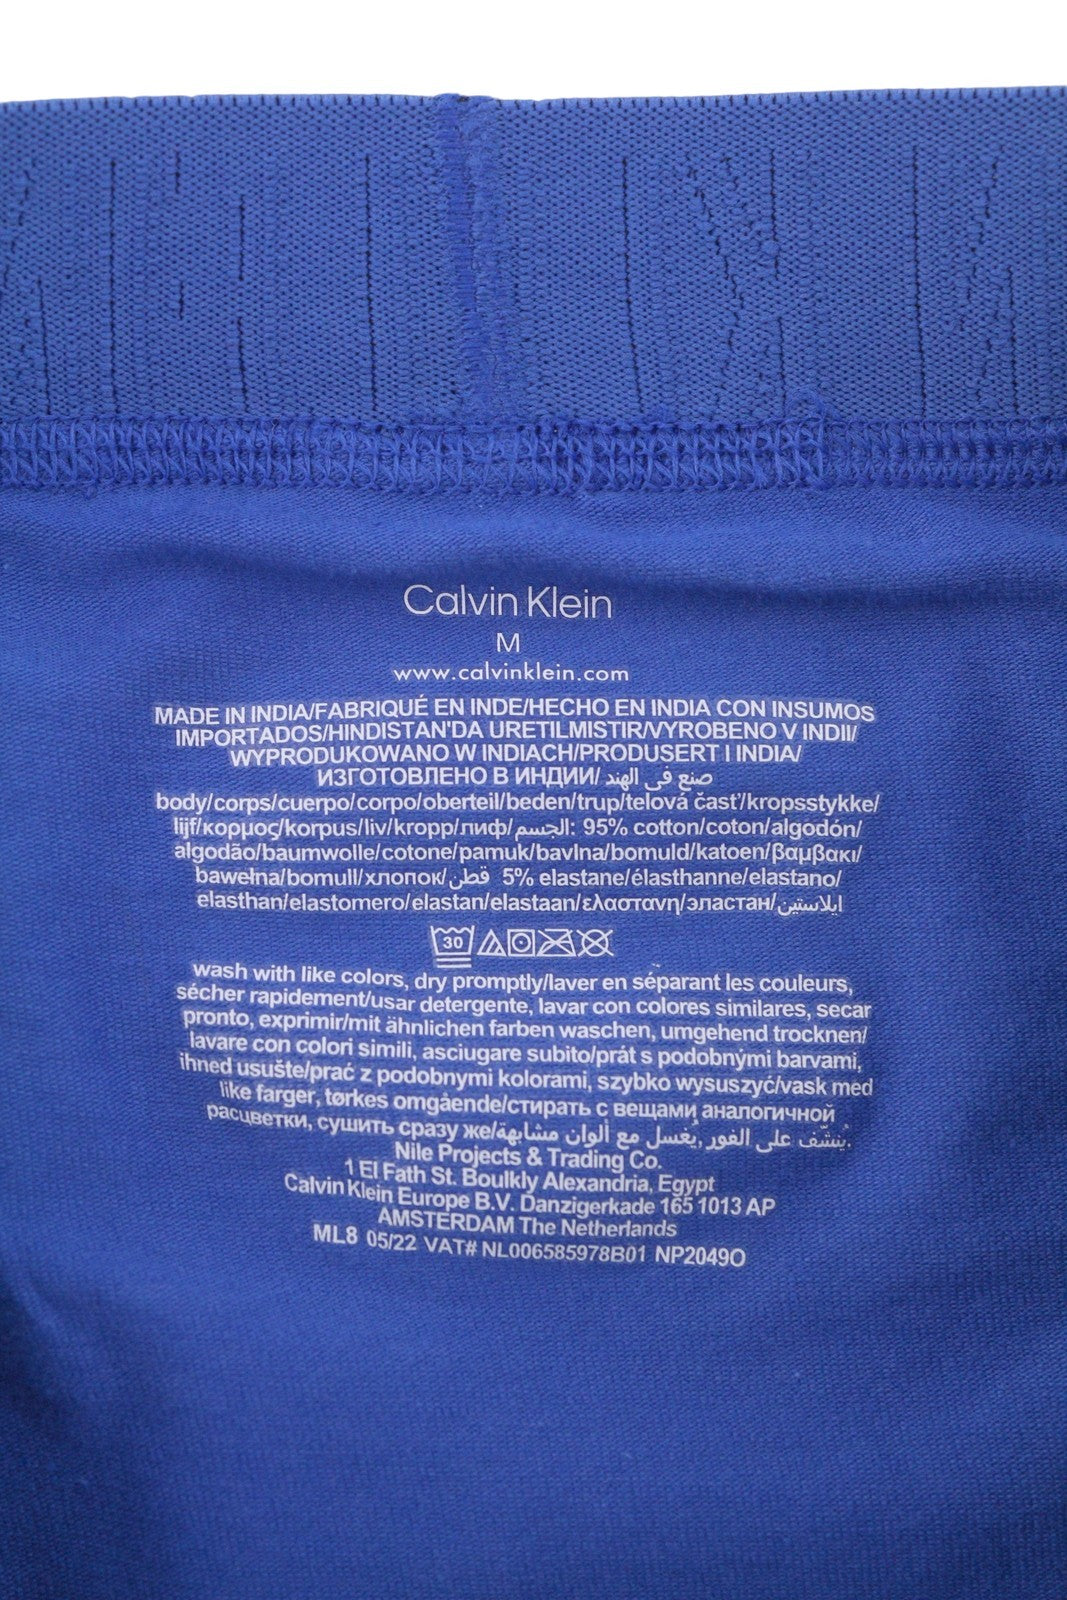 Calvin Klein
M
www.calvinklein.com
MADE IN INDIA/FABRIQUÉ EN INDE/HECHO EN INDIA CON INSUMOS
IMPORTADOS/HINDISTAN'DA URETILMISTIR/VYROBENO V INDII/
WYPRODUKOWANO W INDIACH/PRODUSERT I INDIA/
ИЗГОТОВЛЕНО В ИНДИИ/ صنع في الهند
body/corps/cuerpo/corpo/oberteil/beden/trup/telová časť/kropsstykke/
lijf/κορμος/korpus/liv/kropp/лиф/الجسم: 95% cotton/coton/algodón/
algodão/baumwolle/cotone/pamuk/bavlna/bomuld/katoen/βαμβακι/
bawełna/bomull/хлопок/قطن 5% elastane/élasthanne/elastano/
elasthan/elastomero/elastan/elastaan/ελαστανη/эластан/ايلاستين
30
wash with like colors, dry promptly/laver en séparant les couleurs,
sécher rapidement/usar detergente, lavar con colores similares, secar
pronto, exprimir/mit ähnlichen farben waschen, umgehend trocknen/
lavare con colori simili, asciugare subito/prát s podobnými barvami,
ihned usušte/prać z podobnymi kolorami, szybko wysuszyć/vask med
like farger, tørkes omgående/стирать с вещами аналогичной
расцветки, сушить сразу же/يُغسل مع ألوان مشابهة, يُنشّف على الفور.
Nile Projects & Trading Co.
1 El Fath St. Boulkly Alexandria, Egypt
Calvin Klein Europe B.V. Danzigerkade 165 1013 AP
AMSTERDAM The Netherlands
ML8 05/22 VAT# NL006585978B01 NP2049O